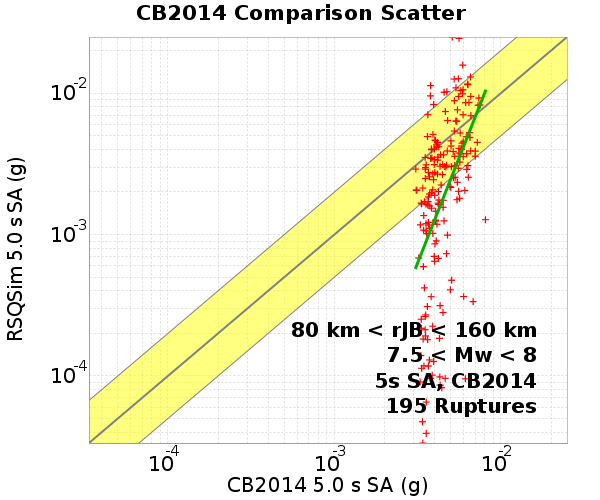 CB2014 Comparison Scatter
10-2
10-3
10-4
RSQSim 5.0 s SA (g)
80 km < rJB < 160 km
7.5 < Mw < 8
5s SA, CB2014
195 Ruptures
10-4 10-3 10-2
CB2014 5.0 s SA (g)